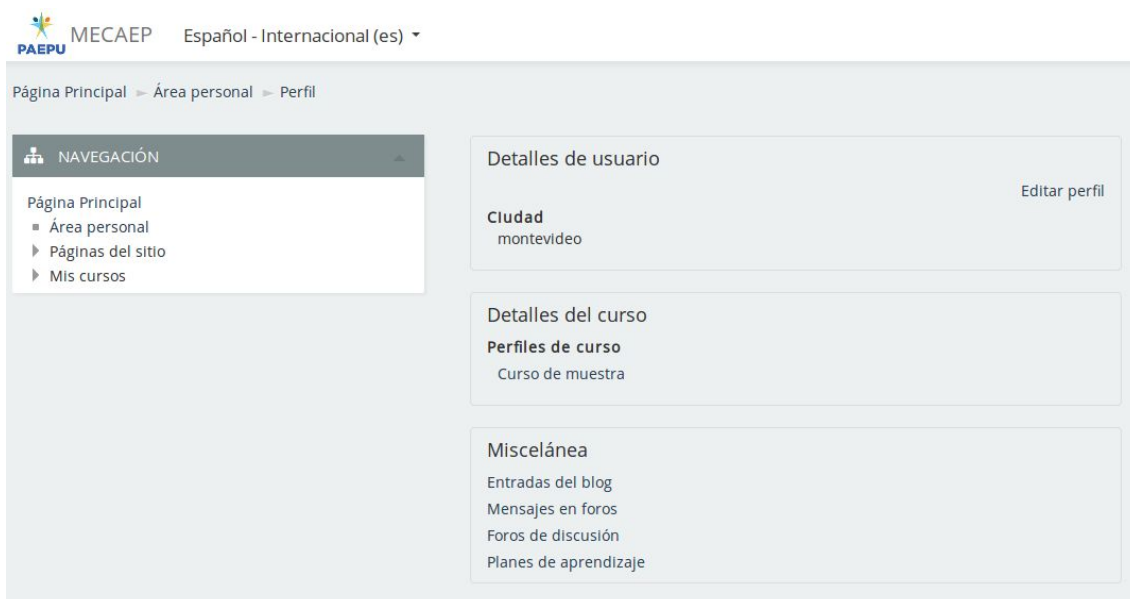 PAEPU MECAEP Español - Internacional (es)
Página Principal ► Área personal ► Perfil
NAVEGACIÓN
Página Principal
Área personal
Páginas del sitio
Mis cursos
Detalles de usuario
Editar perfil
CIudad
montevideo
Detalles del curso
Perfiles de curso
Curso de muestra
Miscelánea
Entradas del blog
Mensajes en foros
Foros de discusión
Planes de aprendizaje